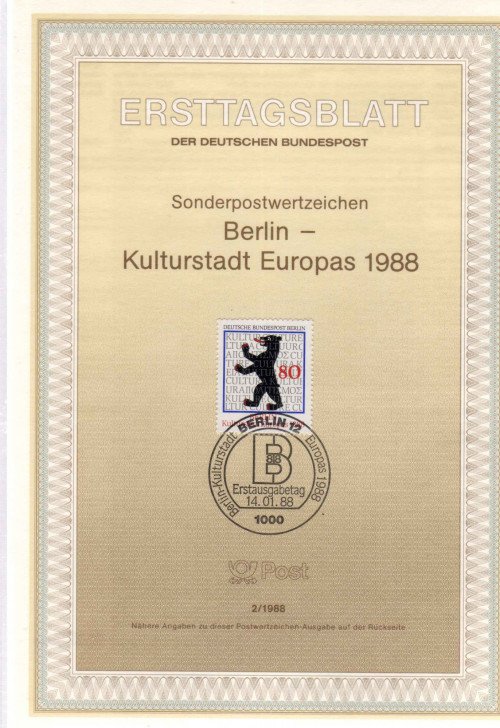 ERSTTAGSBLATT
DER DEUTSCHEN BUNDESPOST
Sonderpostwertzeichen
Berlin –
Kulturstadt Europas 1988
DEUTSCHE BUNDESPOST BERLIN
80
BERLIN 12
Berlin-Kulturstadt Europas 1988
B
88
Erstausgabetag
14.01.88
1000
Post
2/1988
Nähere Angaben zu dieser Postwertzeichen-Ausgabe auf der Rückseite